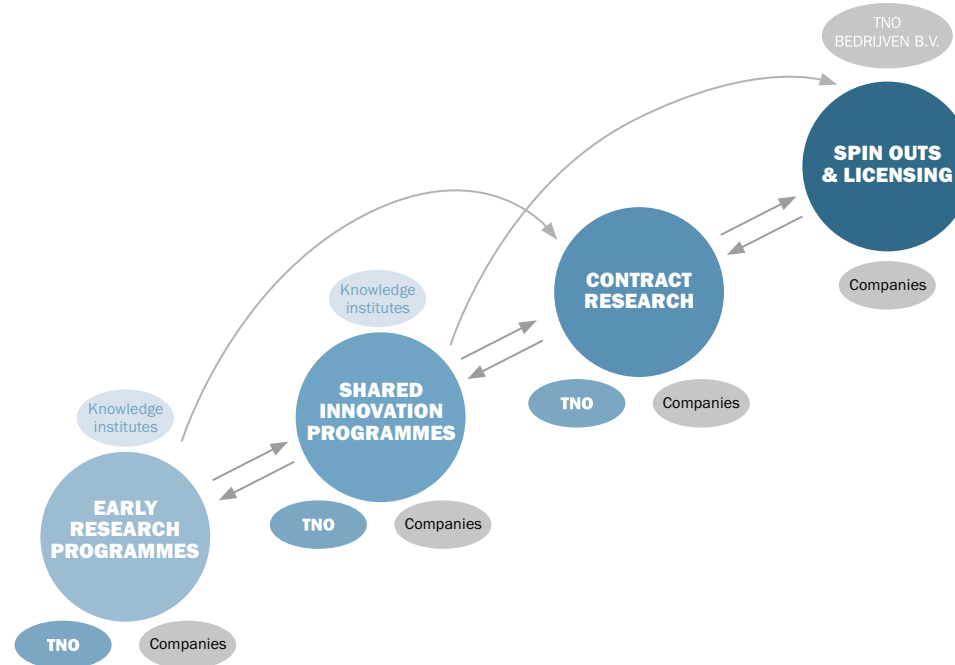 TNO
BEDRIJVEN B.V.
SPIN OUTS
& LICENSING
Companies
CONTRACT
RESEARCH
TNO
Companies
Knowledge
institutes
SHARED
INNOVATION
PROGRAMMES
TNO
Companies
Knowledge
institutes
EARLY
RESEARCH
PROGRAMMES
TNO
Companies